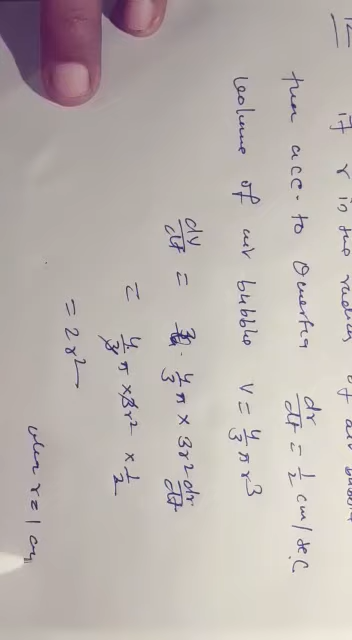 12 if r is the radius of air bubble
then acc. to Question dr/dt = 1/2 cm/sec
volume of air bubble V = 4/3 π r³
dv/dt = 4/3 π × 3r² dr/dt
= 4/3 π × 3r² × 1/2
= 2r²
when r = 1 cm